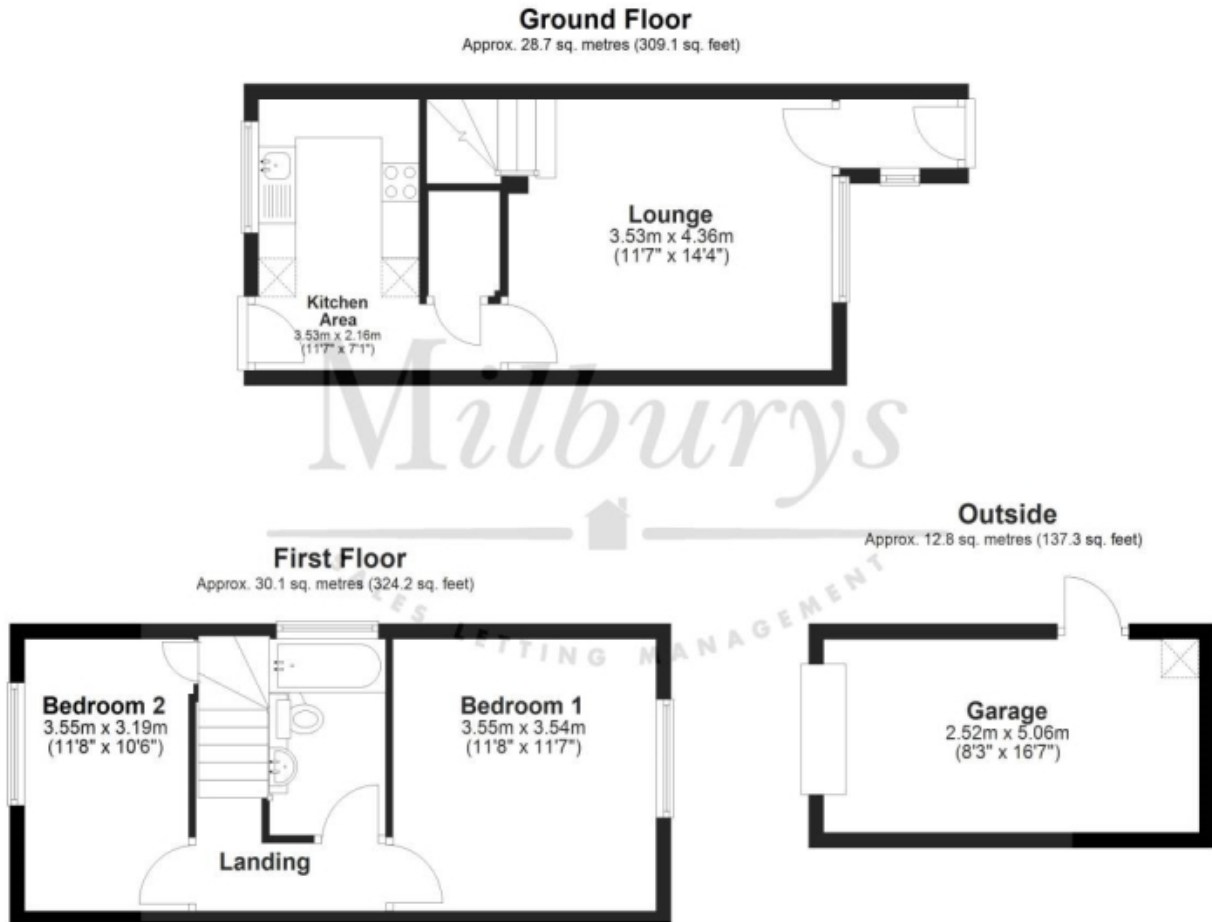 Ground Floor
Approx. 28.7 sq. metres (309.1 sq. feet)
Lounge
3.53m x 4.36m
(11'7" x 14'4")
Kitchen
Area
3.53m x 2.16m
(11'7" x 7'1")
Milburys
SALES LETTING MANAGEMENT
First Floor
Approx. 30.1 sq. metres (324.2 sq. feet)
Bedroom 2
3.55m x 3.19m
(11'8" x 10'6")
Bedroom 1
3.55m x 3.54m
(11'8" x 11'7")
Landing
Outside
Approx. 12.8 sq. metres (137.3 sq. feet)
Garage
2.52m x 5.06m
(8'3" x 16'7")